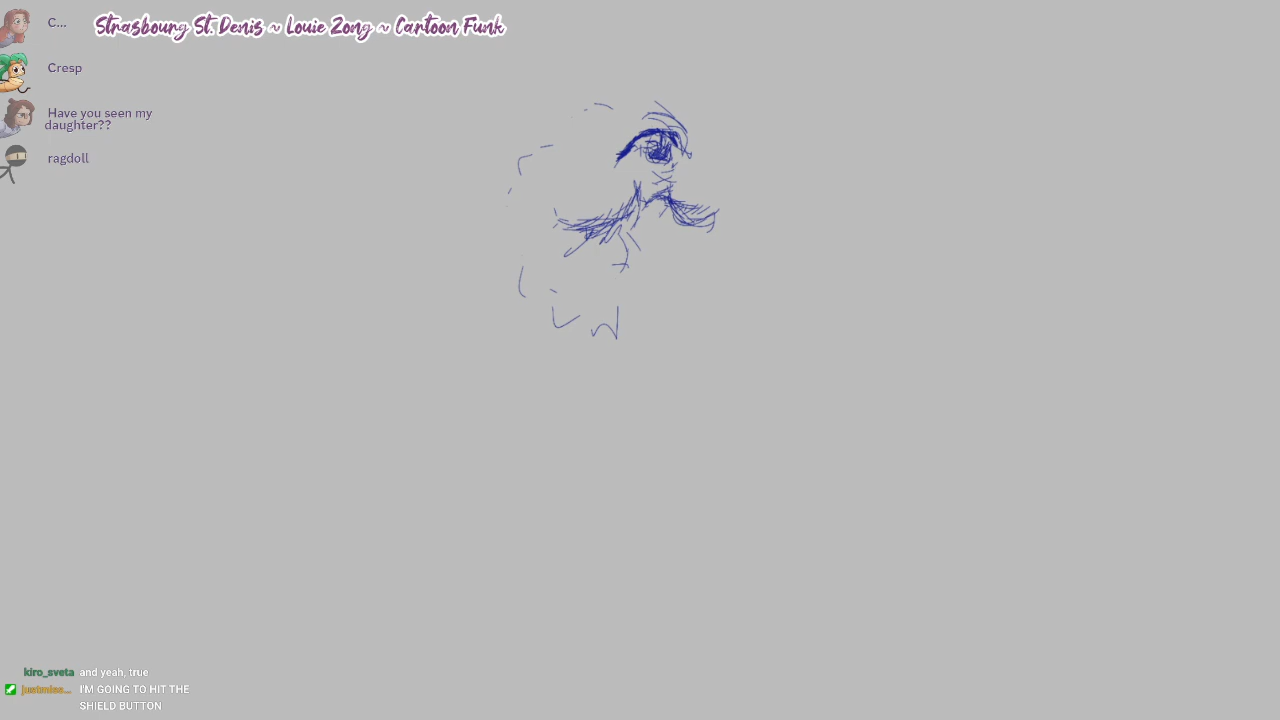 C...
Strasbourg St. Denis ~ Louie Zong ~ Cartoon Funk
Cresp
Have you seen my
daughter??
ragdoll
kiro_sveta and yeah, true
justmiss... I'M GOING TO HIT THE
SHIELD BUTTON